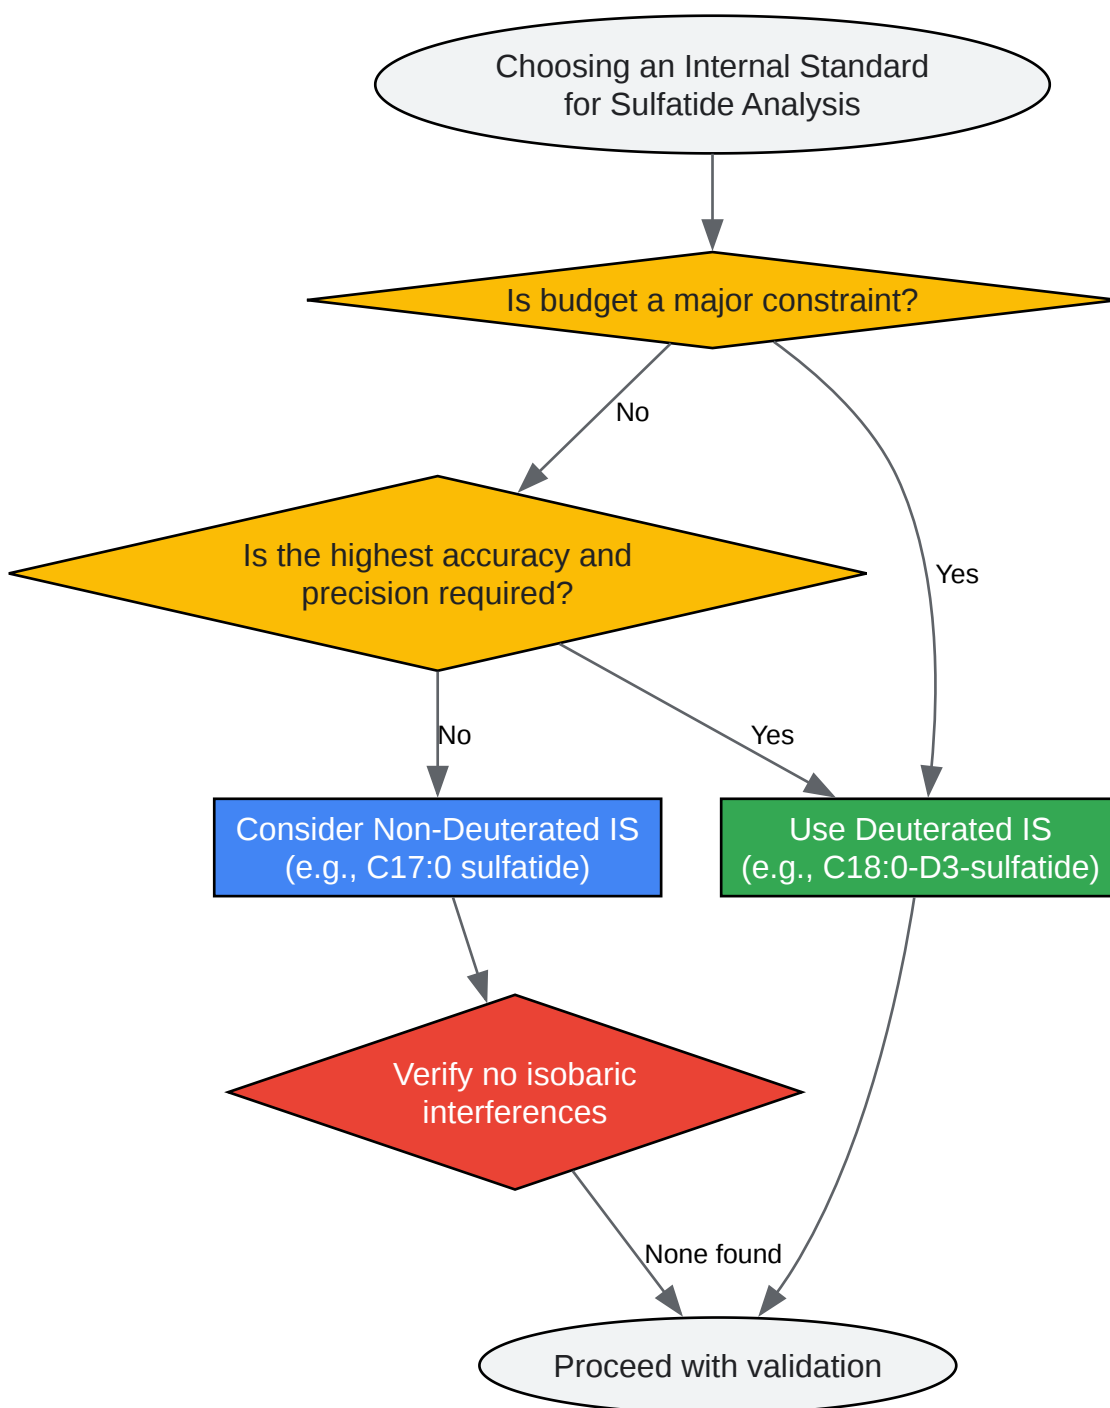 Choosing an Internal Standard
for Sulfatide Analysis
Is budget a major constraint?
No
Yes
Is the highest accuracy and
precision required?
No
Yes
Consider Non-Deuterated IS
(e.g., C17:0 sulfatide)
Use Deuterated IS
(e.g., C18:0-D3-sulfatide)
Verify no isobaric
interferences
None found
Proceed with validation